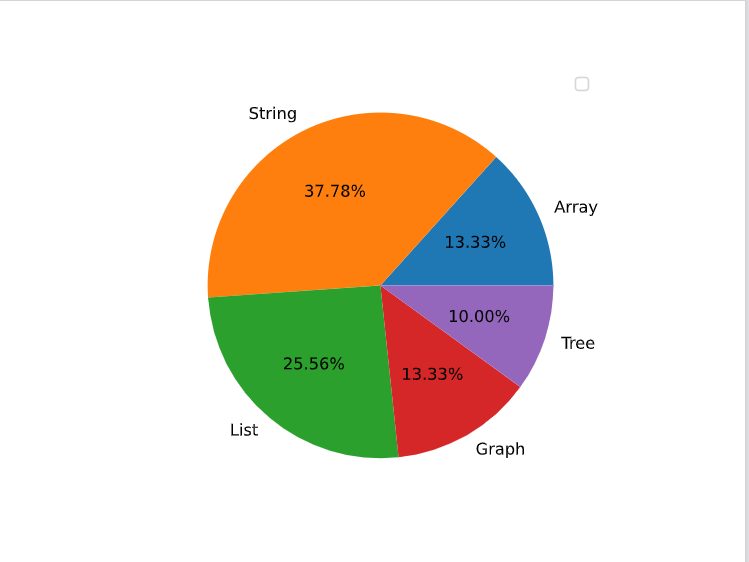 String
37.78%
Array
13.33%
10.00%
Tree
25.56%
13.33%
List
Graph